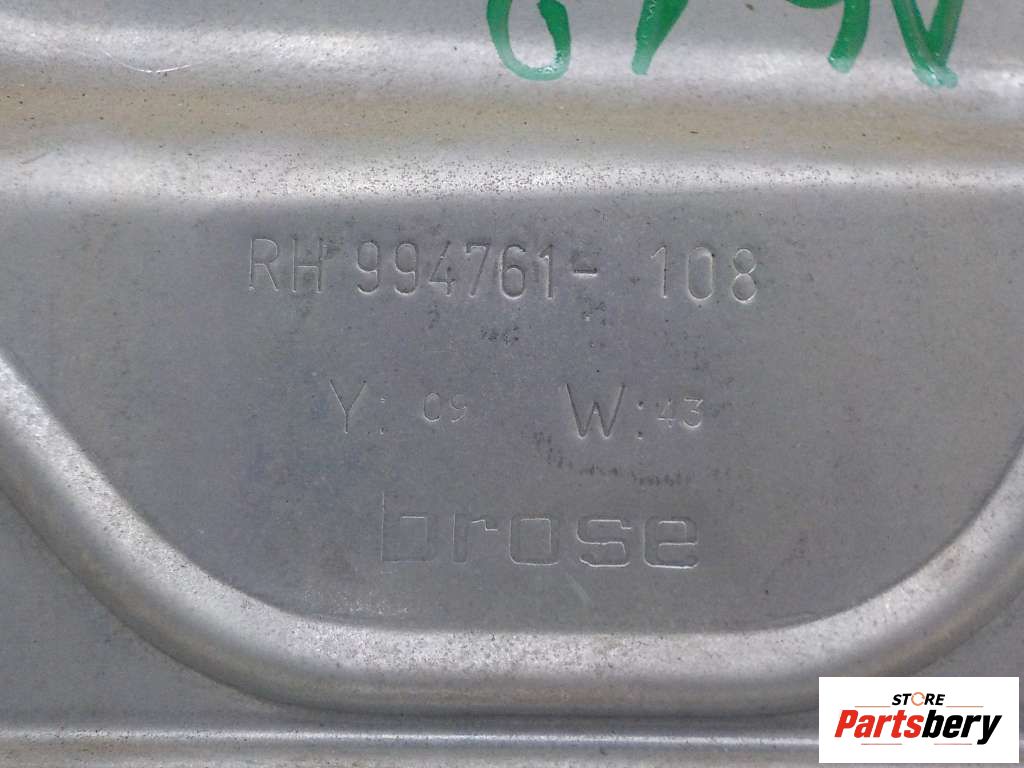 RH 994761- 108
Y: 09 W: 43
brose
STORE
Partsbery